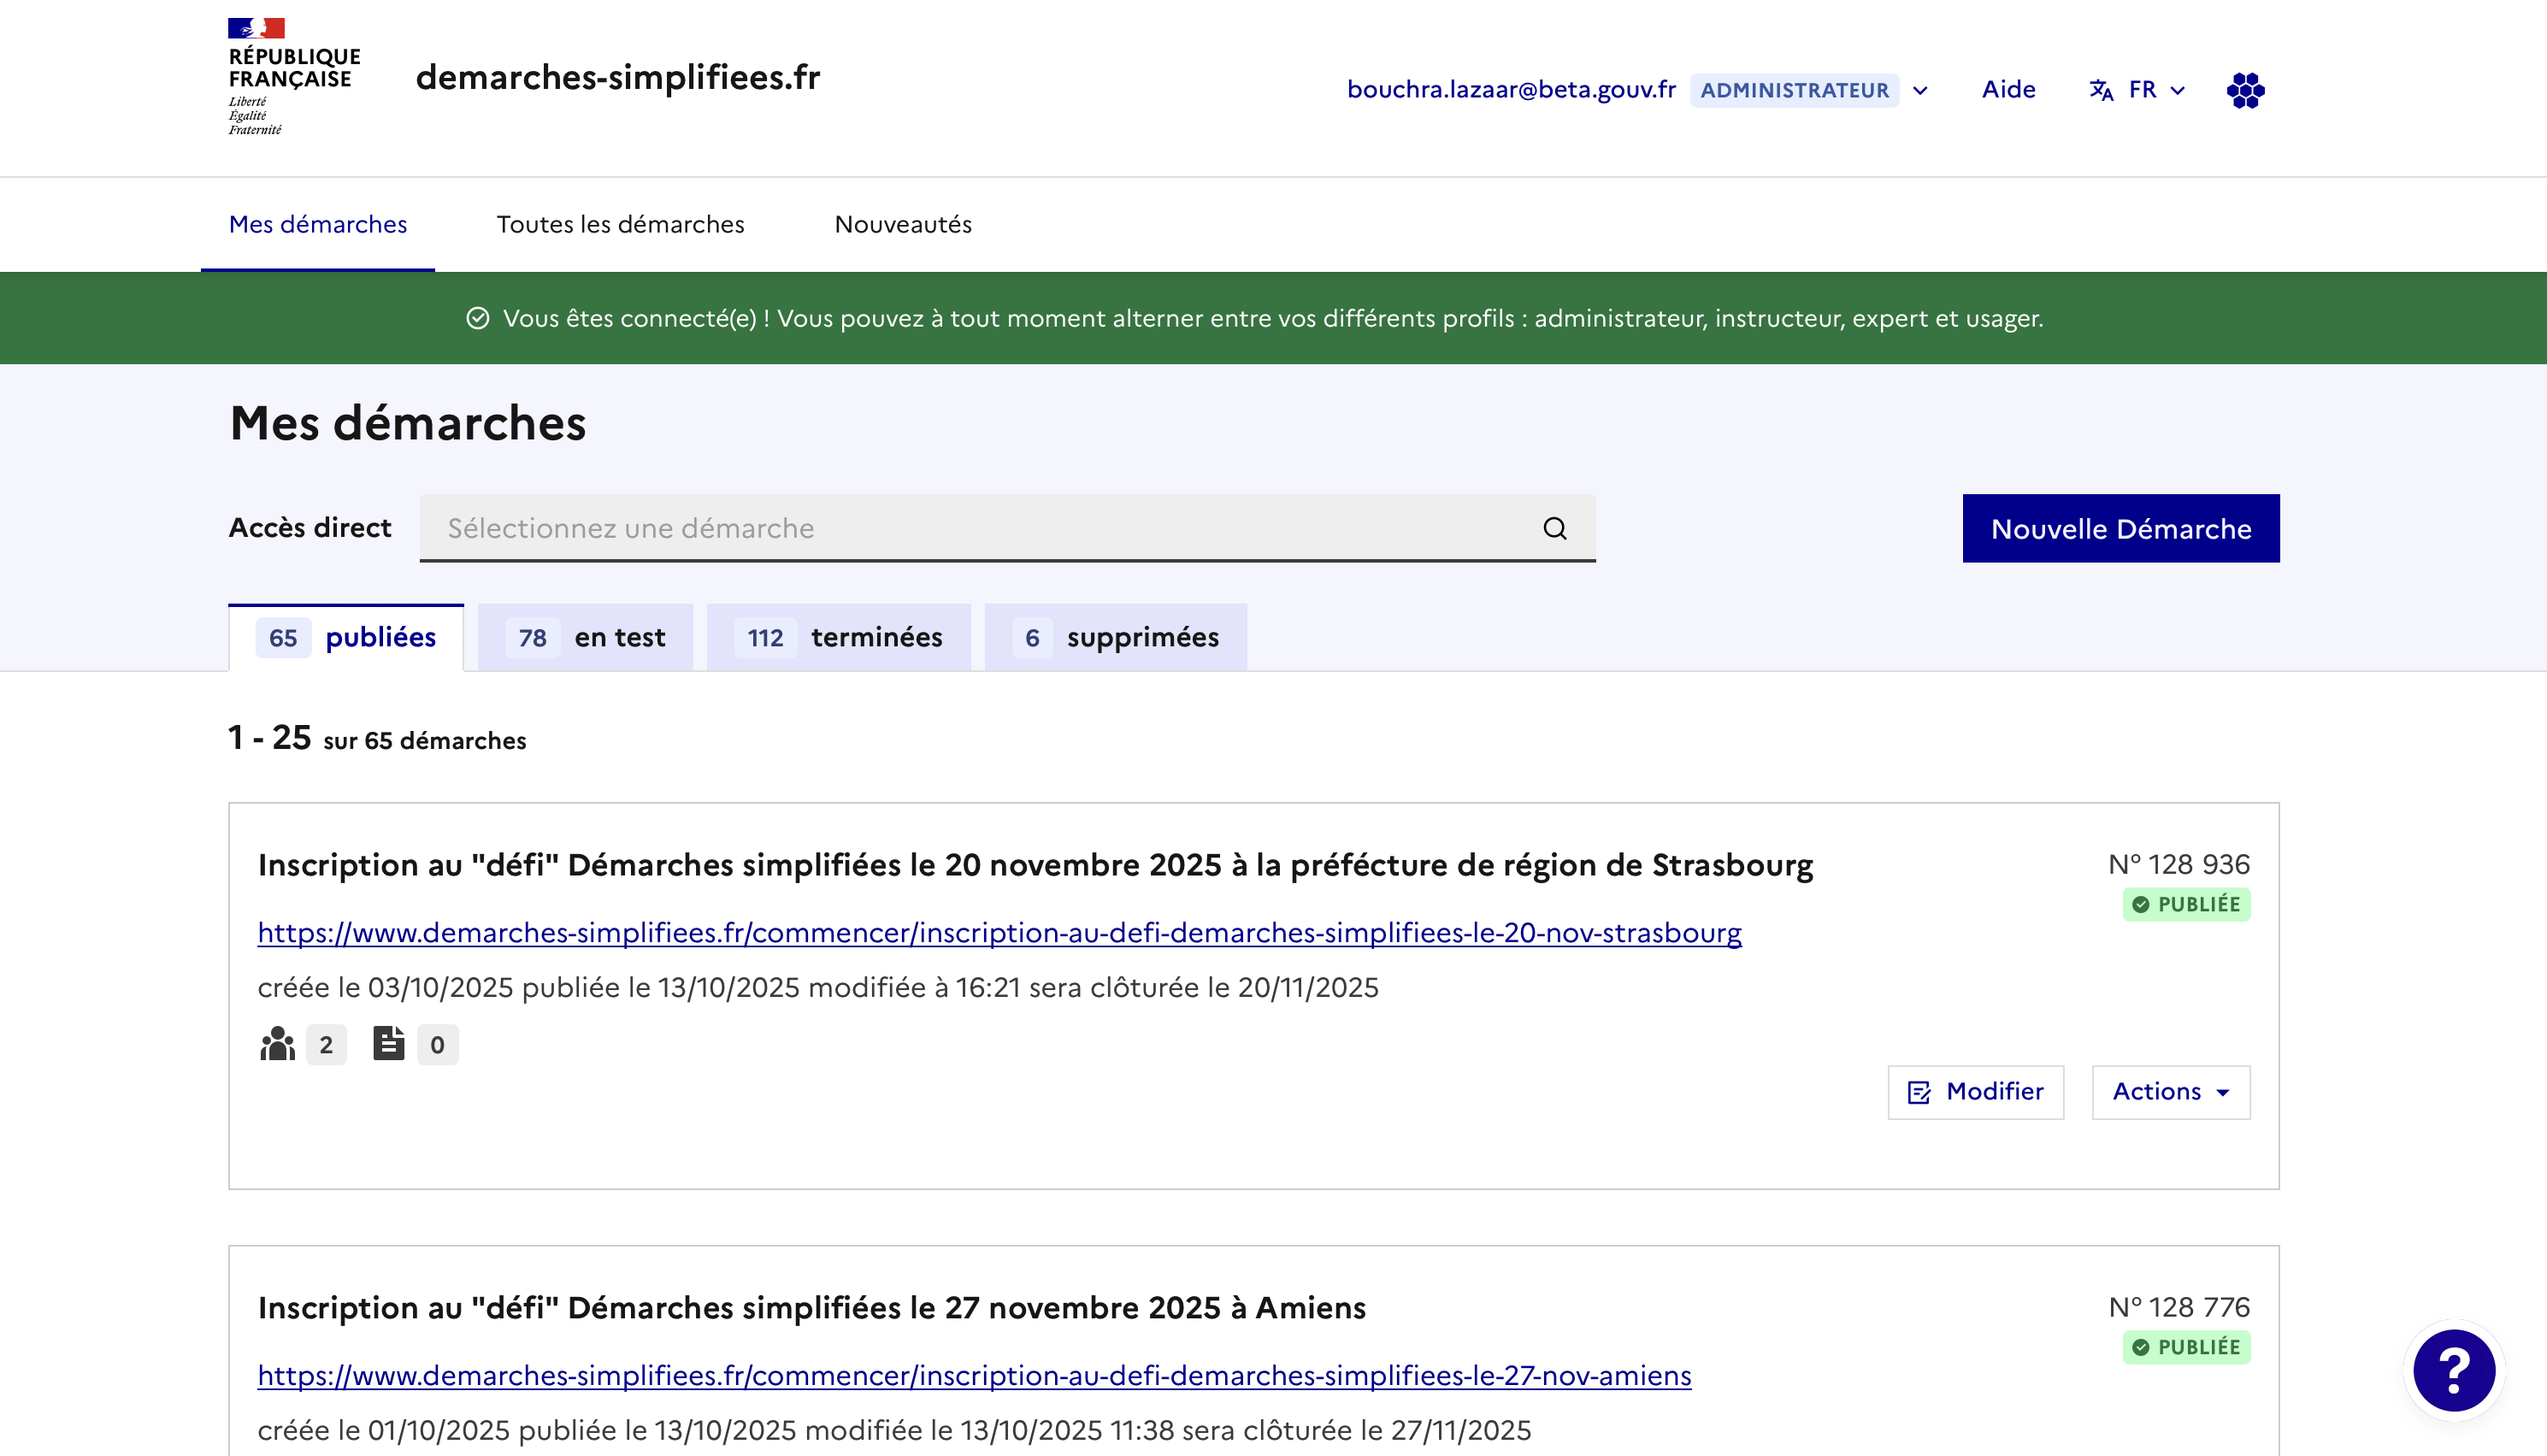 RÉPUBLIQUE
FRANÇAISE
Liberté
Égalité
Fraternité
demarches-simplifiees.fr
bouchra.lazaar@beta.gouv.fr ADMINISTRATEUR
Aide
FR
Mes démarches
Toutes les démarches
Nouveautés
Vous êtes connecté(e) ! Vous pouvez à tout moment alterner entre vos différents profils : administrateur, instructeur, expert et usager.
Mes démarches
Accès direct
Sélectionnez une démarche
Nouvelle Démarche
65 publiées
78 en test
112 terminées
6 supprimées
1 - 25 sur 65 démarches
Inscription au "défi" Démarches simplifiées le 20 novembre 2025 à la préfécture de région de Strasbourg
N° 128 936
PUBLIÉE
https://www.demarches-simplifiees.fr/commencer/inscription-au-defi-demarches-simplifiees-le-20-nov-strasbourg
créée le 03/10/2025 publiée le 13/10/2025 modifiée à 16:21 sera clôturée le 20/11/2025
2
0
Modifier
Actions
Inscription au "défi" Démarches simplifiées le 27 novembre 2025 à Amiens
N° 128 776
PUBLIÉE
https://www.demarches-simplifiees.fr/commencer/inscription-au-defi-demarches-simplifiees-le-27-nov-amiens
créée le 01/10/2025 publiée le 13/10/2025 modifiée le 13/10/2025 11:38 sera clôturée le 27/11/2025
?